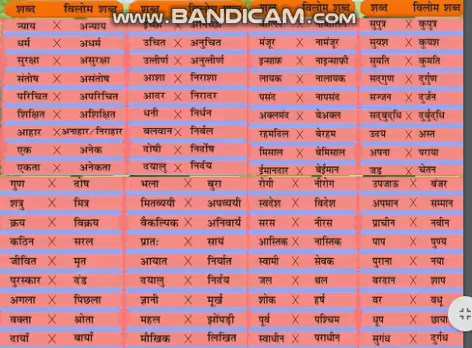 www.BANDICAM.com
शब्द विलोम शब्द शब्द विलोम शब्द शब्द विलोम शब्द
न्याय X अन्याय X सुपुत्र X कुपुत्र
धर्म X अधर्म उचित X अनुचित मंजूर X नामंजूर सुयश X कुयश
सुरक्षा X असुरक्षा उत्तीर्ण X अनुत्तीर्ण इन्साफ़ X नाइन्साफ़ी सुमति X कुमति
संतोष X असंतोष आशा X निराशा लायक X नालायक सद्गुण X दुर्गुण
परिचित X अपरिचित आदर X निरादर पसंद X नापसंद सज्जन X दुर्जन
शिक्षित X अशिक्षित धनी X निर्धन अक्लमंद X बेअक्ल सद्बुद्धि X दुर्बुद्धि
आहार X अनाहार/निराहार बलवान X निर्बल रहमदिल X बेरहम उदय X अस्त
एक X अनेक दोषी X निर्दोष मिसाल X बेमिसाल अपना X पराया
एकता X अनेकता दयालु X निर्दय ईमानदार X बेईमान जड़ X चेतन
गुण X दोष भला X बुरा रोगी X नीरोग उपजाऊ X बंजर
शत्रु X मित्र मितव्ययी X अपव्ययी स्वदेश X विदेश अपमान X सम्मान
क्रय X विक्रय वैकल्पिक X अनिवार्य सरस X नीरस प्राचीन X नवीन
कठिन X सरल प्रातः X सायं आस्तिक X नास्तिक पाप X पुण्य
जीवित X मृत आयात X निर्यात स्वामी X सेवक पुराना X नया
पुरस्कार X दंड दयालु X निर्दय जल X थल वरदान X शाप
अगला X पिछला ज्ञानी X मूर्ख शोक X हर्ष वर X वधू
वक्ता X श्रोता महल X झोंपड़ी पूर्व X पश्चिम धूप X छाया
दायाँ X बायाँ मौखिक X लिखित स्वाधीन X पराधीन सुगंध X दुर्गंध